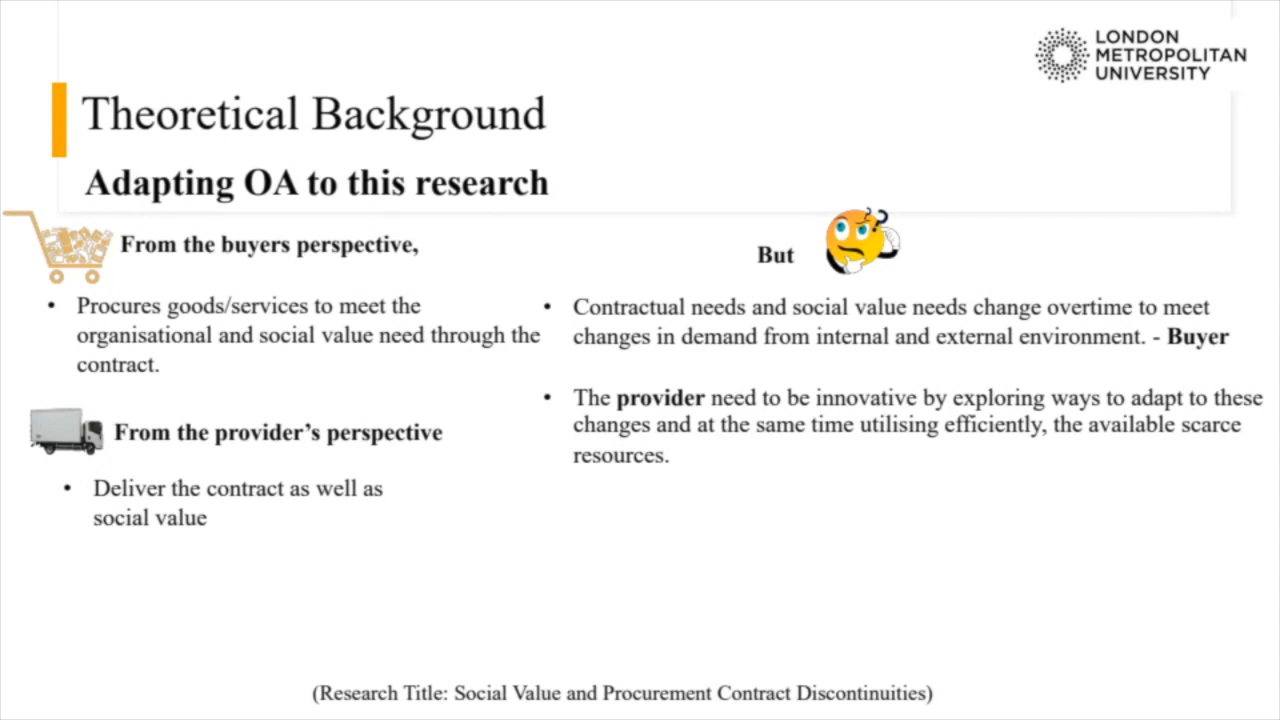 LONDON
METROPOLITAN
UNIVERSITY
Theoretical Background
Adapting OA to this research
From the buyers perspective,
• Procures goods/services to meet the
organisational and social value need through the
contract.
From the provider’s perspective
• Deliver the contract as well as
social value
But
• Contractual needs and social value needs change overtime to meet
changes in demand from internal and external environment. - Buyer
• The provider need to be innovative by exploring ways to adapt to these
changes and at the same time utilising efficiently, the available scarce
resources.
(Research Title: Social Value and Procurement Contract Discontinuities)